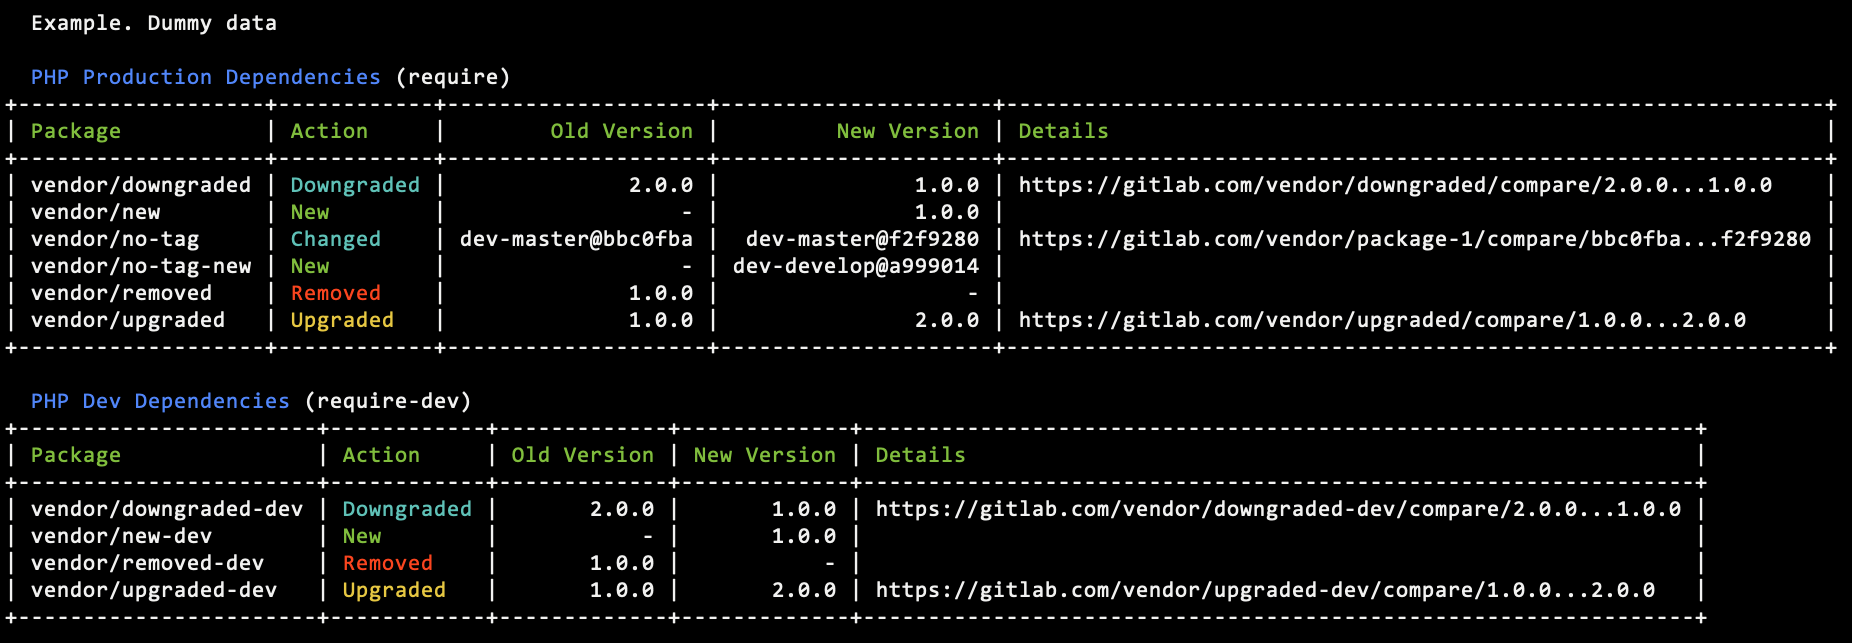 Example. Dummy data
PHP Production Dependencies (require)
+-------------------+------------+--------------------+---------------------+---------------------------------------------------------------+
| Package           | Action     |        Old Version |         New Version | Details                                                       |
+-------------------+------------+--------------------+---------------------+---------------------------------------------------------------+
| vendor/downgraded | Downgraded |              2.0.0 |               1.0.0 | https://gitlab.com/vendor/downgraded/compare/2.0.0...1.0.0    |
| vendor/new        | New        |                  - |               1.0.0 |                                                               |
| vendor/no-tag     | Changed    | dev-master@bbc0fba |  dev-master@f2f9280 | https://gitlab.com/vendor/package-1/compare/bbc0fba...f2f9280 |
| vendor/no-tag-new | New        |                  - | dev-develop@a999014 |                                                               |
| vendor/removed    | Removed    |              1.0.0 |                   - |                                                               |
| vendor/upgraded   | Upgraded   |              1.0.0 |               2.0.0 | https://gitlab.com/vendor/upgraded/compare/1.0.0...2.0.0      |
+-------------------+------------+--------------------+---------------------+---------------------------------------------------------------+
PHP Dev Dependencies (require-dev)
+-----------------------+------------+-------------+-------------+----------------------------------------------------------------+
| Package               | Action     | Old Version | New Version | Details                                                        |
+-----------------------+------------+-------------+-------------+----------------------------------------------------------------+
| vendor/downgraded-dev | Downgraded |       2.0.0 |       1.0.0 | https://gitlab.com/vendor/downgraded-dev/compare/2.0.0...1.0.0 |
| vendor/new-dev        | New        |           - |       1.0.0 |                                                                |
| vendor/removed-dev    | Removed    |       1.0.0 |           - |                                                                |
| vendor/upgraded-dev   | Upgraded   |       1.0.0 |       2.0.0 | https://gitlab.com/vendor/upgraded-dev/compare/1.0.0...2.0.0   |
+-----------------------+------------+-------------+-------------+----------------------------------------------------------------+